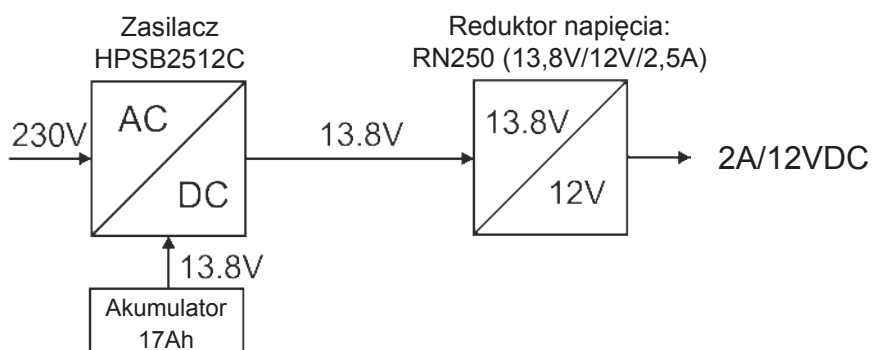 Zasilacz
HPSB2512C
Reduktor napięcia:
RN250 (13,8V/12V/2,5A)
230V
AC
DC
13.8V
13.8V
12V
2A/12VDC
13.8V
Akumulator
17Ah